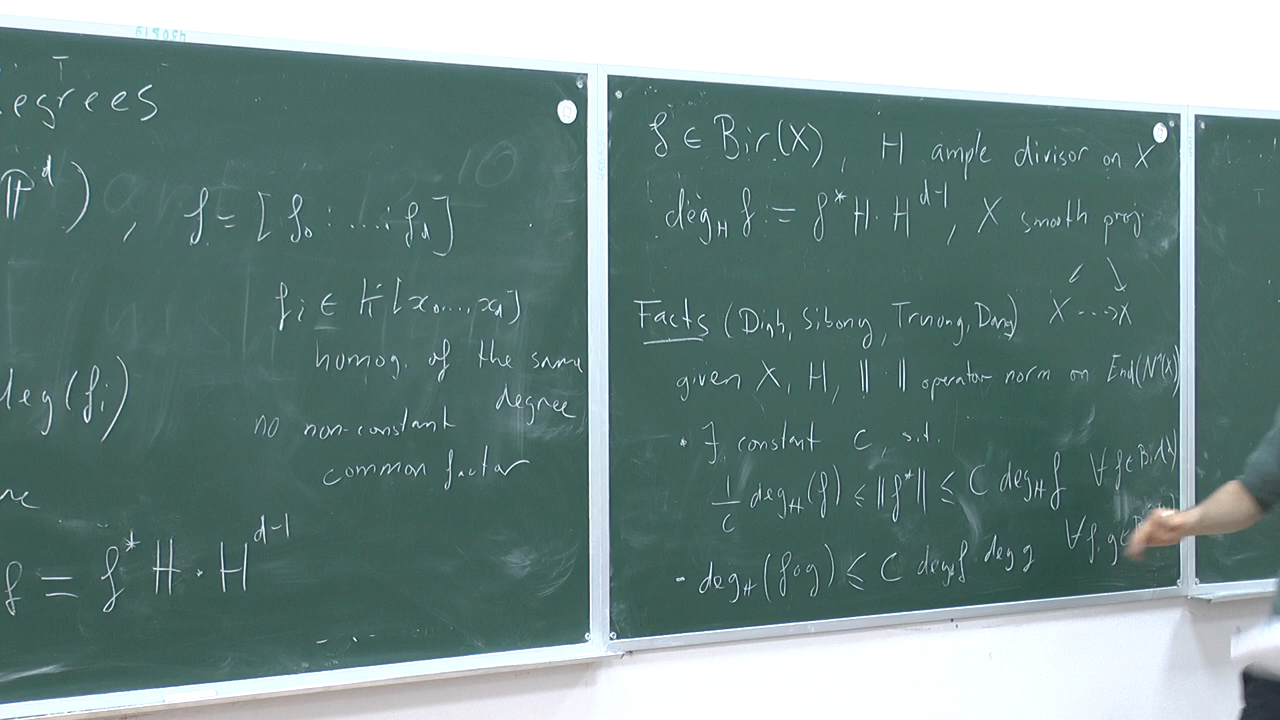 egrees
ℙ^d) , f = [f_0 : ... : f_d]
f_i ∈ k[x_0, ..., x_d]
homog. of the same
degree
deg(f_i)
no non-constant
common factor
f = f^* H · H^{d-1}
f ∈ Bir(X), H ample divisor on X
deg_H f := f^* H · H^{d-1}, X smooth proj
Facts (Dinh, Sibony, Truong, Dang) X ⇢ X
given X, H, ‖ · ‖ operator norm on End(N^1(X)
• ∃ constant C, s.t.
1/C deg_H(f) ≤ ‖f^*‖ ≤ C deg_H f ∀ f ∈ Bir(X)
- deg_H(f∘g) ≤ C deg f deg g ∀ f, g ∈